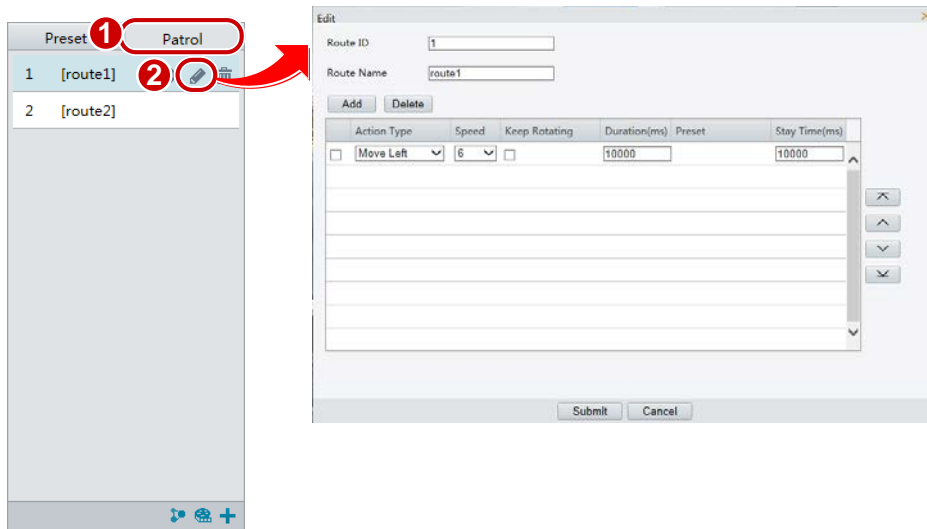 Preset 1 Patrol
1 [route1] 2
2 [route2]
Edit
Route ID 1
Route Name route1
Add Delete
Action Type Speed Keep Rotating Duration(ms) Preset Stay Time(ms)
Move Left 6 10000 10000
Submit Cancel